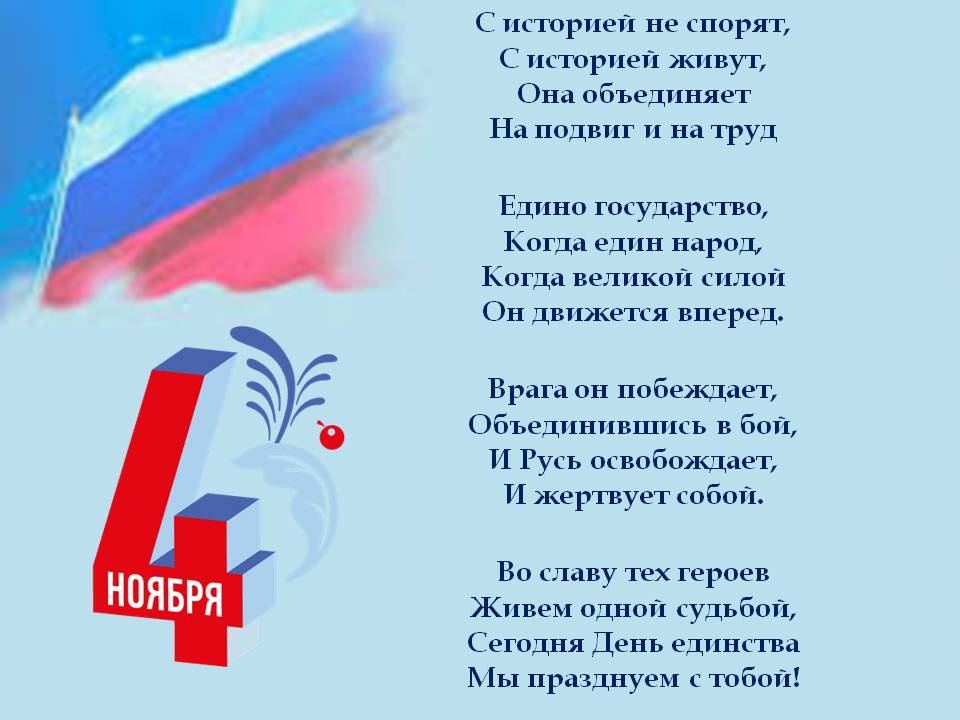 С историей не спорят,
С историей живут,
Она объединяет
На подвиг и на труд
Едино государство,
Когда един народ,
Когда великой силой
Он движется вперед.
Врага он побеждает,
Объединившись в бой,
И Русь освобождает,
И жертвует собой.
Во славу тех героев
Живем одной судьбой,
Сегодня День единства
Мы празднуем с тобой!
4
НОЯБРЯ